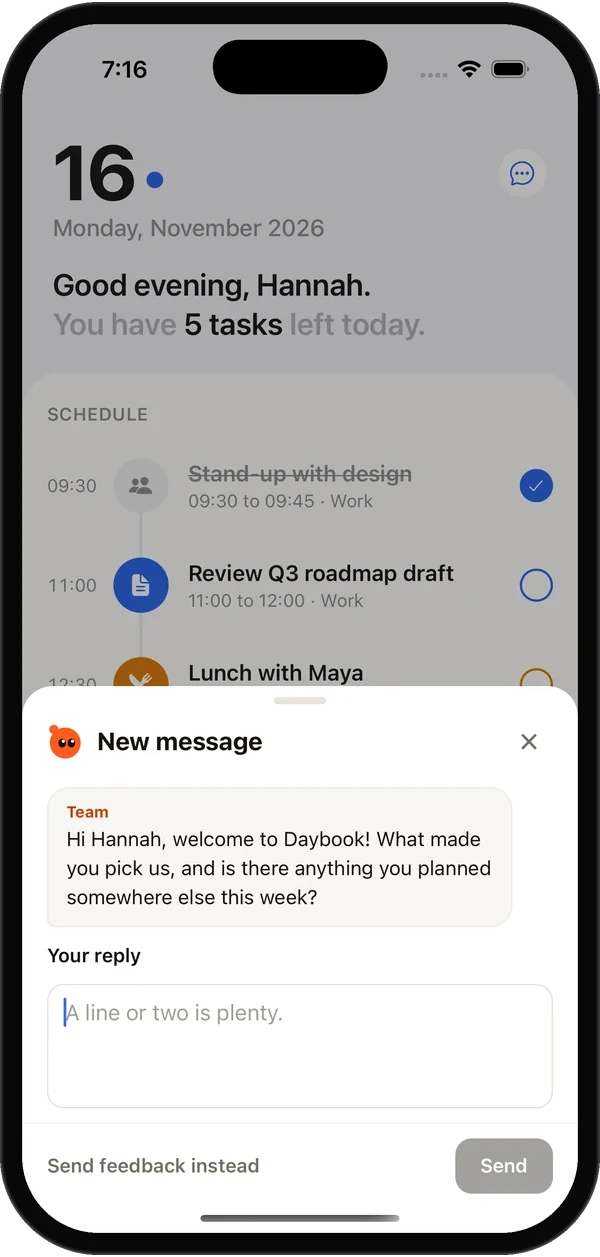 7:16
16
Monday, November 2026
Good evening, Hannah.
You have 5 tasks left today.
SCHEDULE
09:30
Stand-up with design
09:30 to 09:45 · Work
11:00
Review Q3 roadmap draft
11:00 to 12:00 · Work
12:30
Lunch with Maya
New message
Team
Hi Hannah, welcome to Daybook! What made
you pick us, and is there anything you planned
somewhere else this week?
Your reply
A line or two is plenty.
Send feedback instead
Send